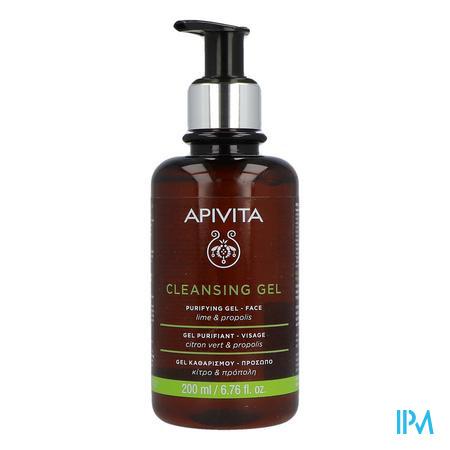 APIVITA
CLEANSING GEL
PURIFYING GEL - FACE
lime & propolis
GEL PURIFIANT - VISAGE
citron vert & propolis
GEL ΚΑΘΑΡΙΣΜΟΥ - ΠΡΟΣΩΠΟ
κίτρο & πρόπολη
200 ml / 6.76 fl. oz.
IPM